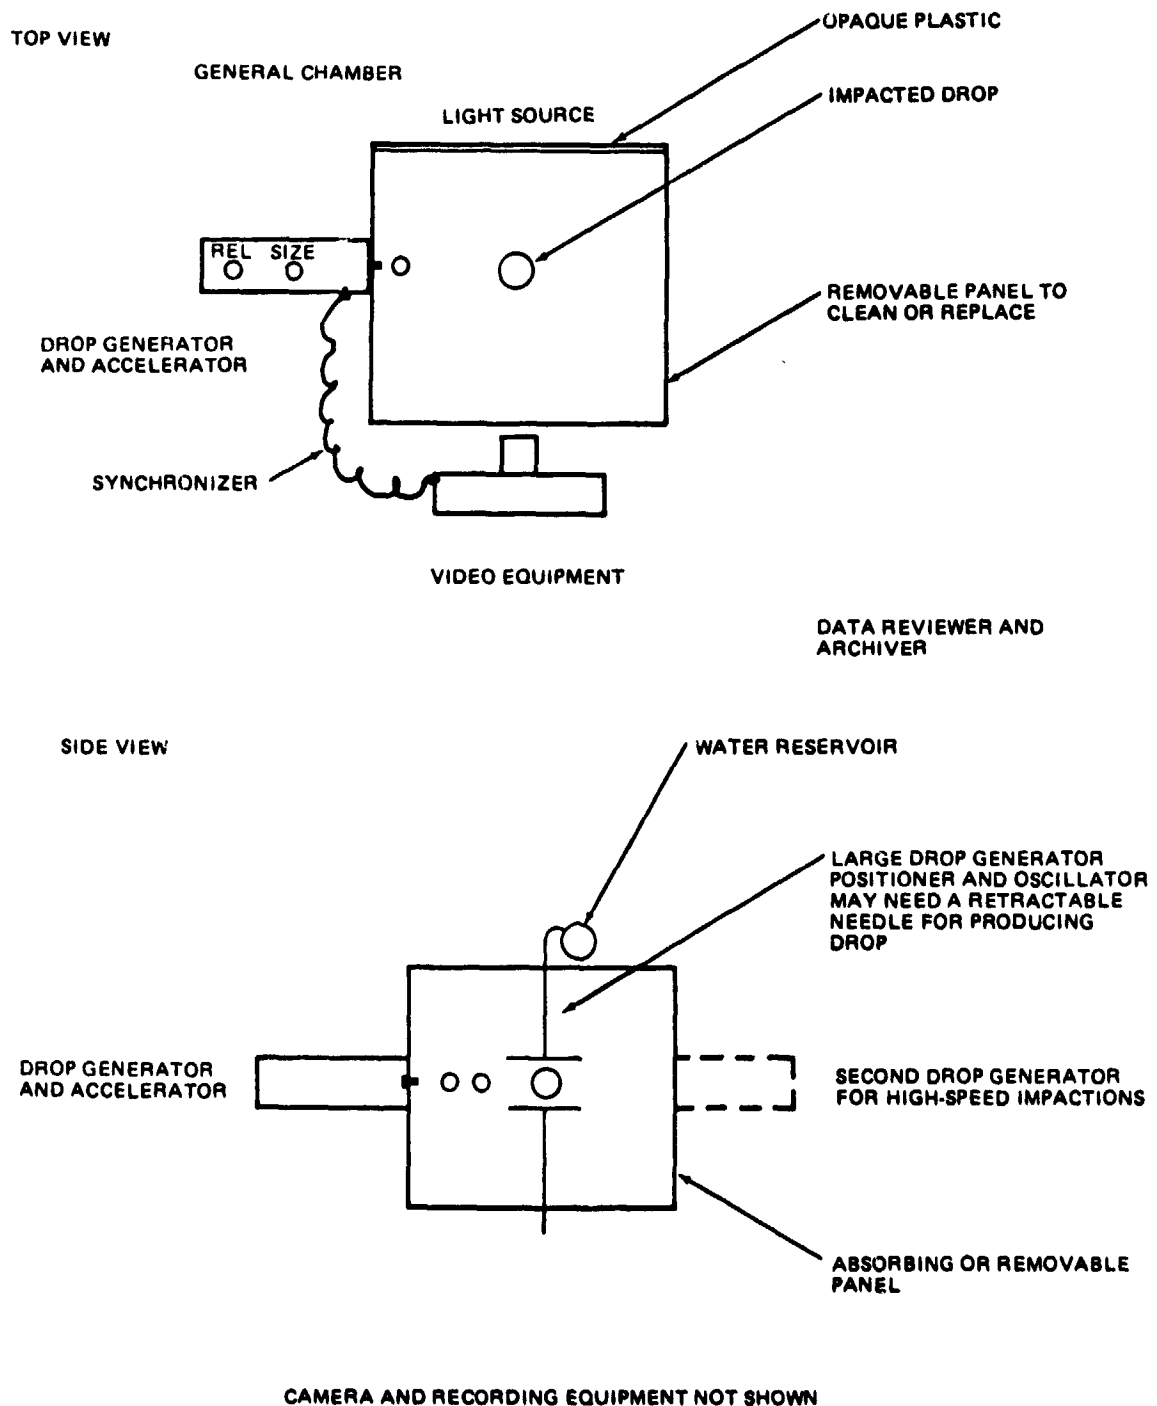 TOP VIEW
OPAQUE PLASTIC
GENERAL CHAMBER
IMPACTED DROP
LIGHT SOURCE
REL SIZE
REMOVABLE PANEL TO
CLEAN OR REPLACE
DROP GENERATOR
AND ACCELERATOR
SYNCHRONIZER
VIDEO EQUIPMENT
DATA REVIEWER AND
ARCHIVER
SIDE VIEW
WATER RESERVOIR
LARGE DROP GENERATOR
POSITIONER AND OSCILLATOR
MAY NEED A RETRACTABLE
NEEDLE FOR PRODUCING
DROP
DROP GENERATOR
AND ACCELERATOR
SECOND DROP GENERATOR
FOR HIGH-SPEED IMPACTIONS
ABSORBING OR REMOVABLE
PANEL
CAMERA AND RECORDING EQUIPMENT NOT SHOWN